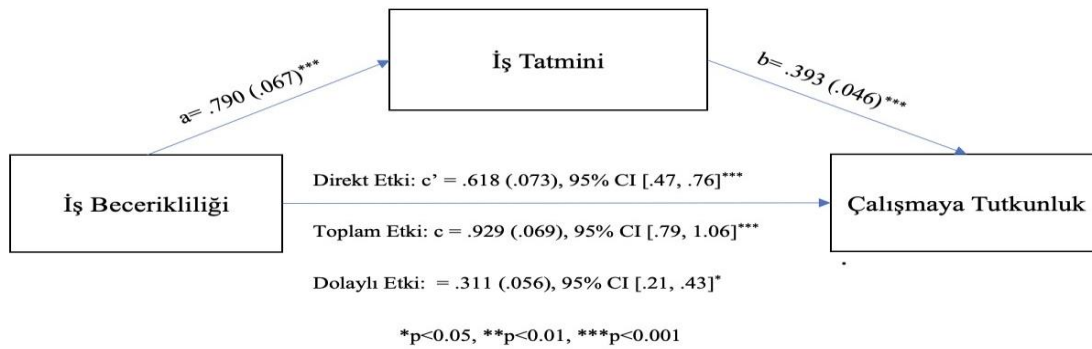 İş Tatmini
a= .790 (.067)***
b= .393 (.046)***
İş Becerikliliği
Direkt Etki: c’ = .618 (.073), 95% CI [.47, .76]***
Toplam Etki: c = .929 (.069), 95% CI [.79, 1.06]***
Dolaylı Etki: = .311 (.056), 95% CI [.21, .43]*
Çalışmaya Tutkunluk
*p<0.05, **p<0.01, ***p<0.001